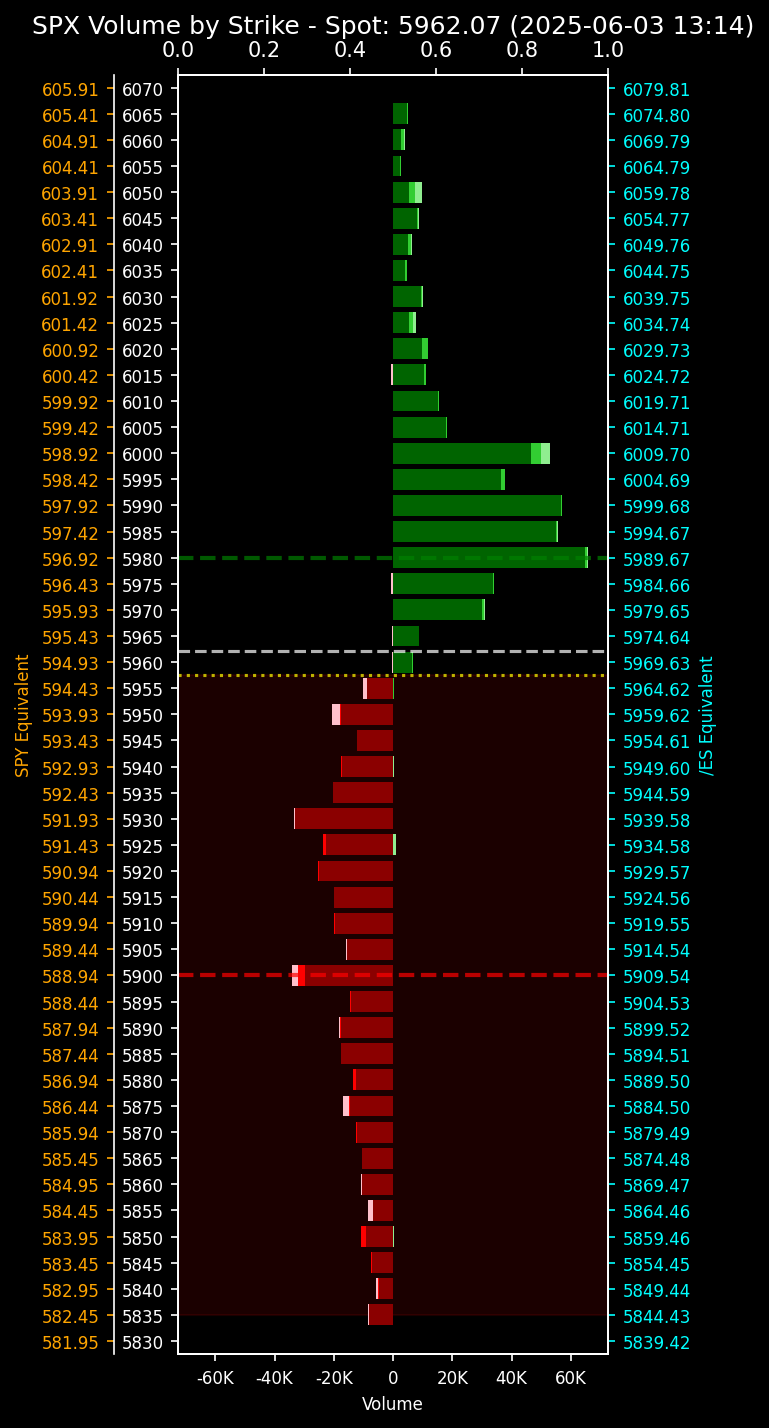 SPX Volume by Strike - Spot: 5962.07 (2025-06-03 13:14)
0.0 0.2 0.4 0.6 0.8 1.0
605.91 6070 6079.81
605.41 6065 6074.80
604.91 6060 6069.79
604.41 6055 6064.79
603.91 6050 6059.78
603.41 6045 6054.77
602.91 6040 6049.76
602.41 6035 6044.75
601.92 6030 6039.75
601.42 6025 6034.74
600.92 6020 6029.73
600.42 6015 6024.72
599.92 6010 6019.71
599.42 6005 6014.71
598.92 6000 6009.70
598.42 5995 6004.69
597.92 5990 5999.68
597.42 5985 5994.67
596.92 5980 5989.67
596.43 5975 5984.66
595.93 5970 5979.65
595.43 5965 5974.64
594.93 5960 5969.63
594.43 5955 5964.62
593.93 5950 5959.62
593.43 5945 5954.61
592.93 5940 5949.60
592.43 5935 5944.59
591.93 5930 5939.58
591.43 5925 5934.58
590.94 5920 5929.57
590.44 5915 5924.56
589.94 5910 5919.55
589.44 5905 5914.54
588.94 5900 5909.54
588.44 5895 5904.53
587.94 5890 5899.52
587.44 5885 5894.51
586.94 5880 5889.50
586.44 5875 5884.50
585.94 5870 5879.49
585.45 5865 5874.48
584.95 5860 5869.47
584.45 5855 5864.46
583.95 5850 5859.46
583.45 5845 5854.45
582.95 5840 5849.44
582.45 5835 5844.43
581.95 5830 5839.42
SPY Equivalent
/ES Equivalent
-60K -40K -20K 0 20K 40K 60K
Volume